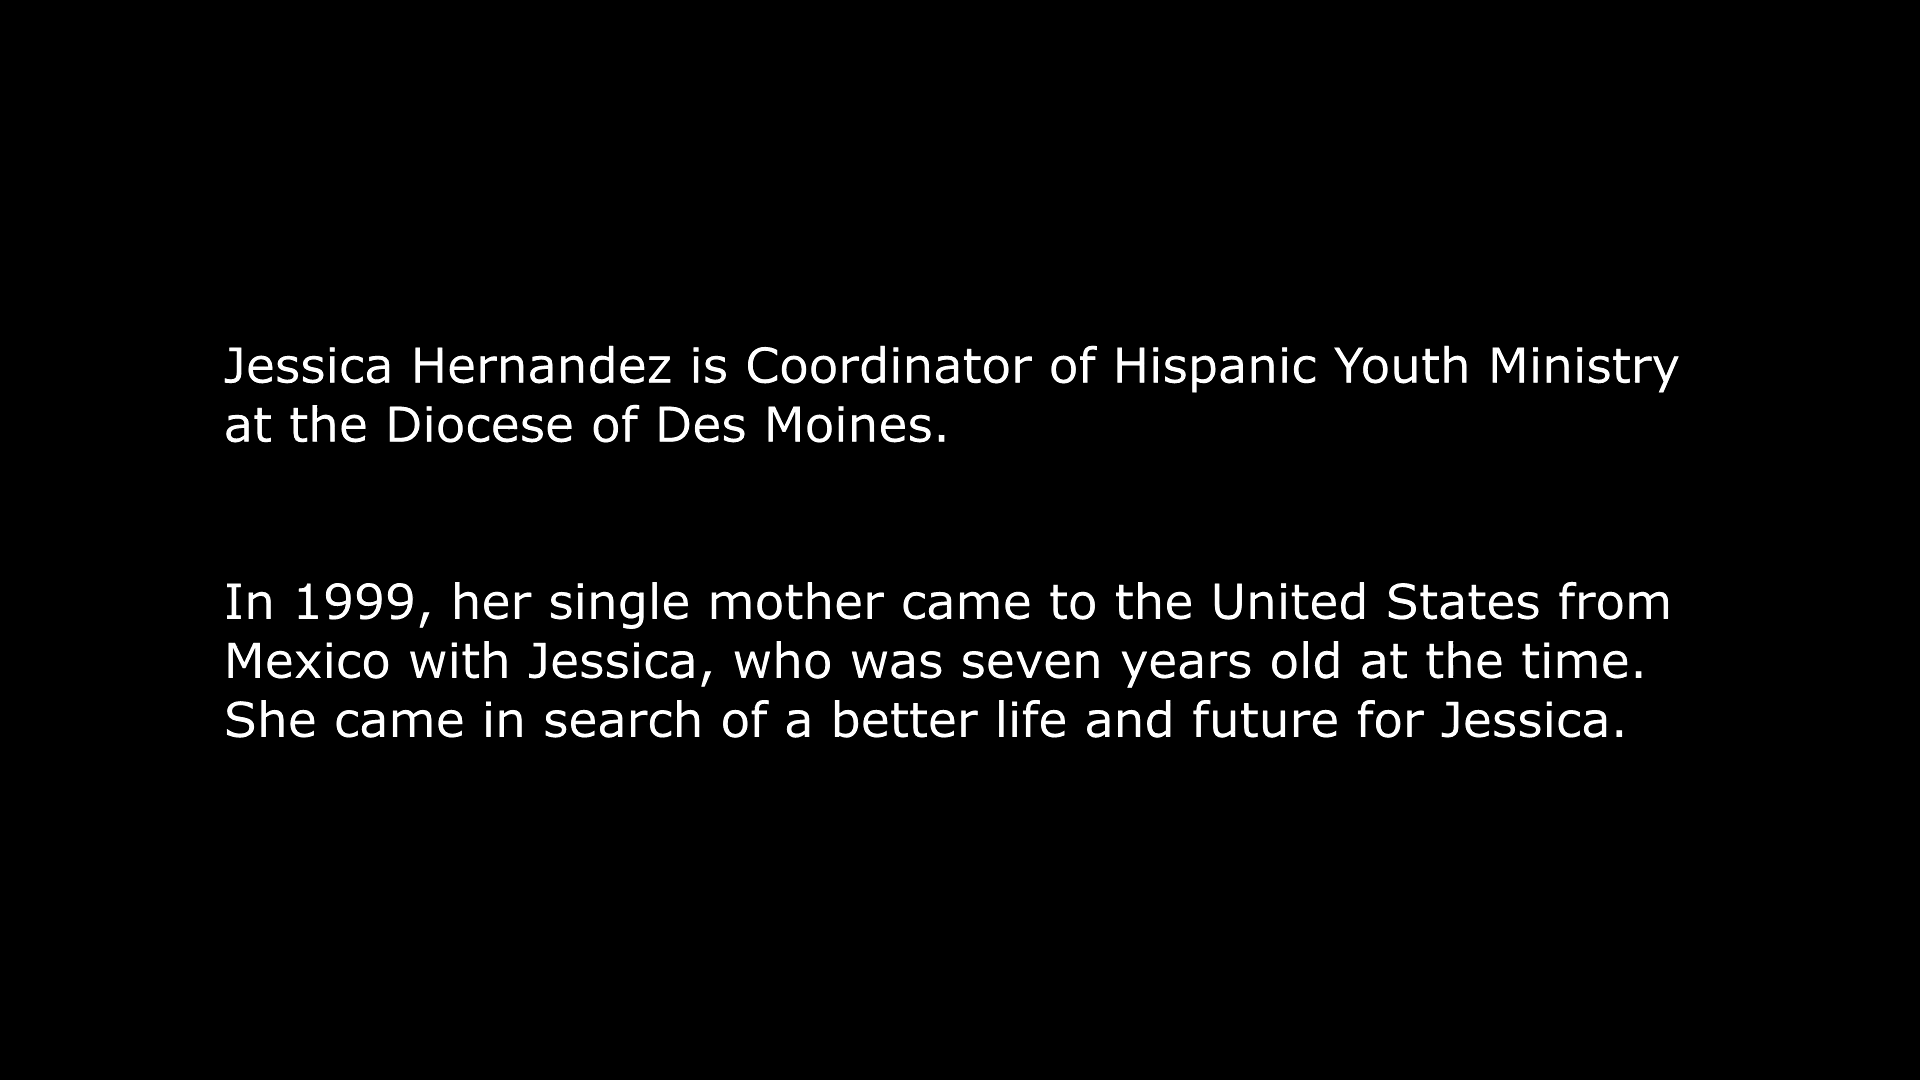 Jessica Hernandez is Coordinator of Hispanic Youth Ministry
at the Diocese of Des Moines.
In 1999, her single mother came to the United States from
Mexico with Jessica, who was seven years old at the time.
She came in search of a better life and future for Jessica.